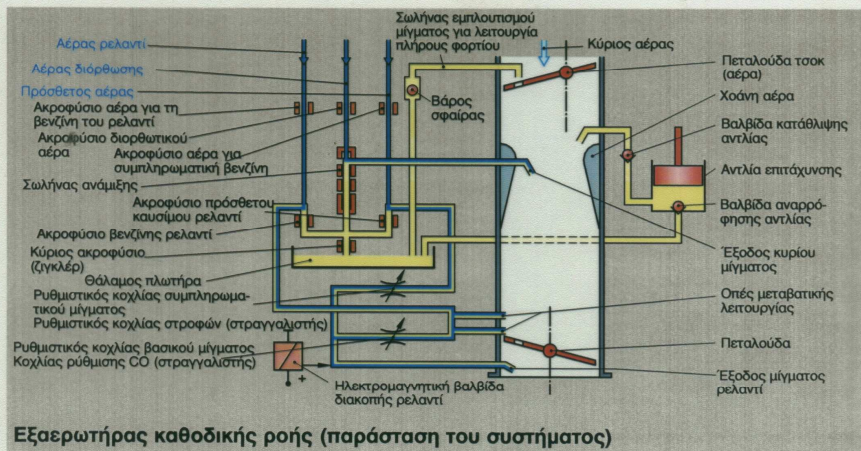 Σωλήνας εμπλουτισμού
μίγματος για λειτουργία
πλήρους φορτίου
Κύριος αέρας
Αέρας ρελαντί
Αέρας διόρθωσης
Πρόσθετος αέρας
Ακροφύσιο αέρα για τη
βενζίνη του ρελαντί
Ακροφύσιο διορθωτικού
αέρα
Ακροφύσιο αέρα για
συμπληρωματική βενζίνη
Σωλήνας ανάμιξης
Ακροφύσιο πρόσθετου
καυσίμου ρελαντί
Ακροφύσιο βενζίνης ρελαντί
Κύριο ακροφύσιο
(ζιγκλέρ)
Θάλαμος πλωτήρα
Ρυθμιστικός κοχλίας συμπληρωμα-
τικού μίγματος
Ρυθμιστικός κοχλίας στροφών (στραγγαλιστής)
Ρυθμιστικός κοχλίας βασικού μίγματος
Κοχλίας ρύθμισης CO (στραγγαλιστής)
+
Ηλεκτρομαγνητική βαλβίδα
διακοπής ρελαντί
Βάρος
σφαίρας
Πεταλούδα τσοκ
(αέρα)
Χοάνη αέρα
Βαλβίδα κατάθλιψης
αντλίας
Αντλία επιτάχυνσης
Βαλβίδα αναρρό-
φησης αντλίας
Έξοδος κυρίου
μίγματος
Οπές μεταβατικής
λειτουργίας
Πεταλούδα
Έξοδος μίγματος
ρελαντί
Εξαερωτήρας καθοδικής ροής (παράσταση του συστήματος)